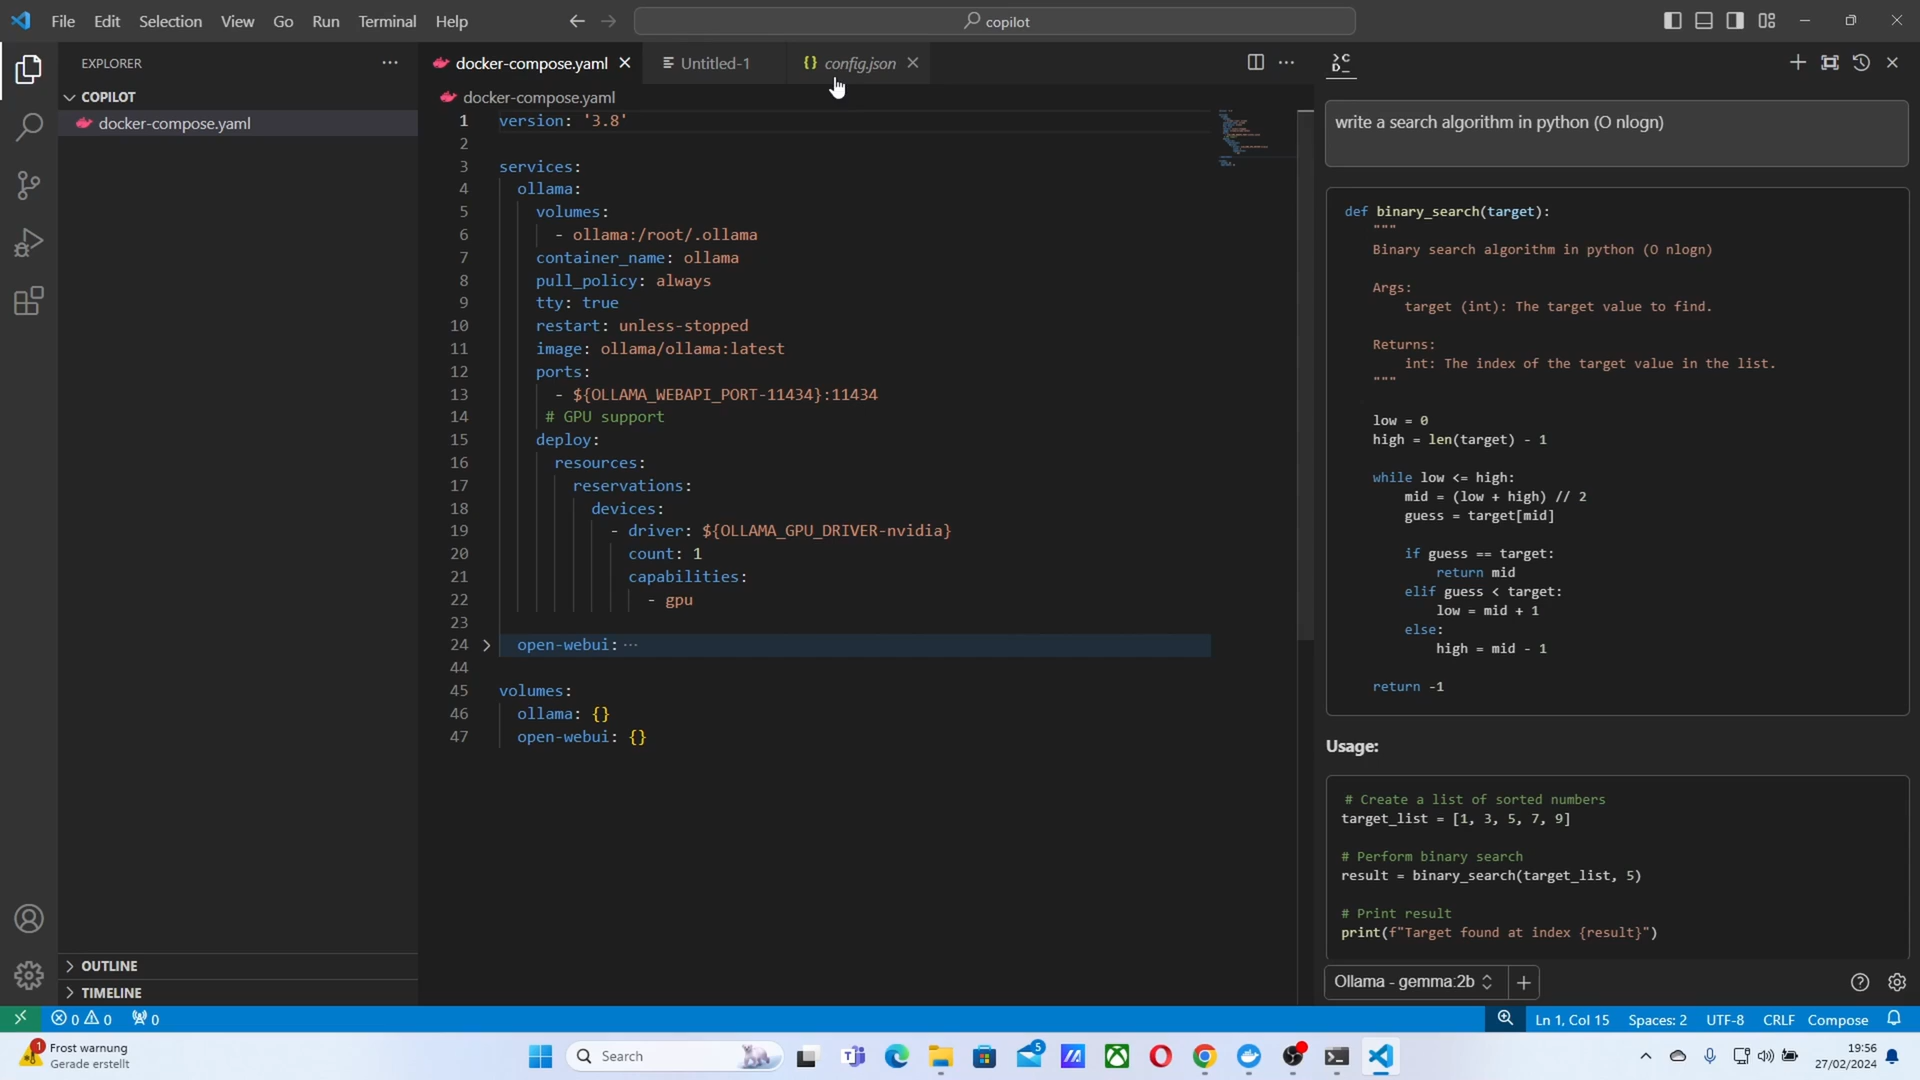 File Edit Selection View Go Run Terminal Help
copilot
EXPLORER
COPILOT
docker-compose.yaml
OUTLINE
TIMELINE
docker-compose.yaml
Untitled-1
{} config.json
docker-compose.yaml
1 version: '3.8'
2
3 services:
4 ollama:
5 volumes:
6 - ollama:/root/.ollama
7 container_name: ollama
8 pull_policy: always
9 tty: true
10 restart: unless-stopped
11 image: ollama/ollama:latest
12 ports:
13 - ${OLLAMA_WEBAPI_PORT-11434}:11434
14 # GPU support
15 deploy:
16 resources:
17 reservations:
18 devices:
19 - driver: ${OLLAMA_GPU_DRIVER-nvidia}
20 count: 1
21 capabilities:
22 - gpu
23
24 open-webui: ···
44
45 volumes:
46 ollama: {}
47 open-webui: {}
write a search algorithm in python (O nlogn)
def binary_search(target):
"""
Binary search algorithm in python (O nlogn)
Args:
target (int): The target value to find.
Returns:
int: The index of the target value in the list.
"""
low = 0
high = len(target) - 1
while low <= high:
mid = (low + high) // 2
guess = target[mid]
if guess == target:
return mid
elif guess < target:
low = mid + 1
else:
high = mid - 1
return -1
Usage:
# Create a list of sorted numbers
target_list = [1, 3, 5, 7, 9]
# Perform binary search
result = binary_search(target_list, 5)
# Print result
print(f"Target found at index {result}")
Ollama - gemma:2b
0 0 0
Ln 1, Col 15 Spaces: 2 UTF-8 CRLF Compose
1 Frost warnung
Gerade erstellt
Search
5
19:56
27/02/2024